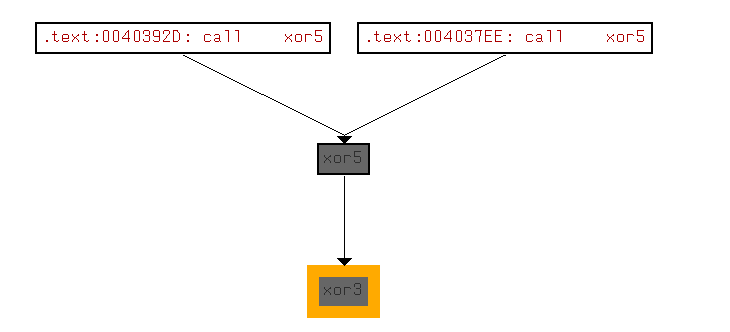 .text:0040392D: call    xor5
.text:004037EE: call    xor5
xor5
xor3